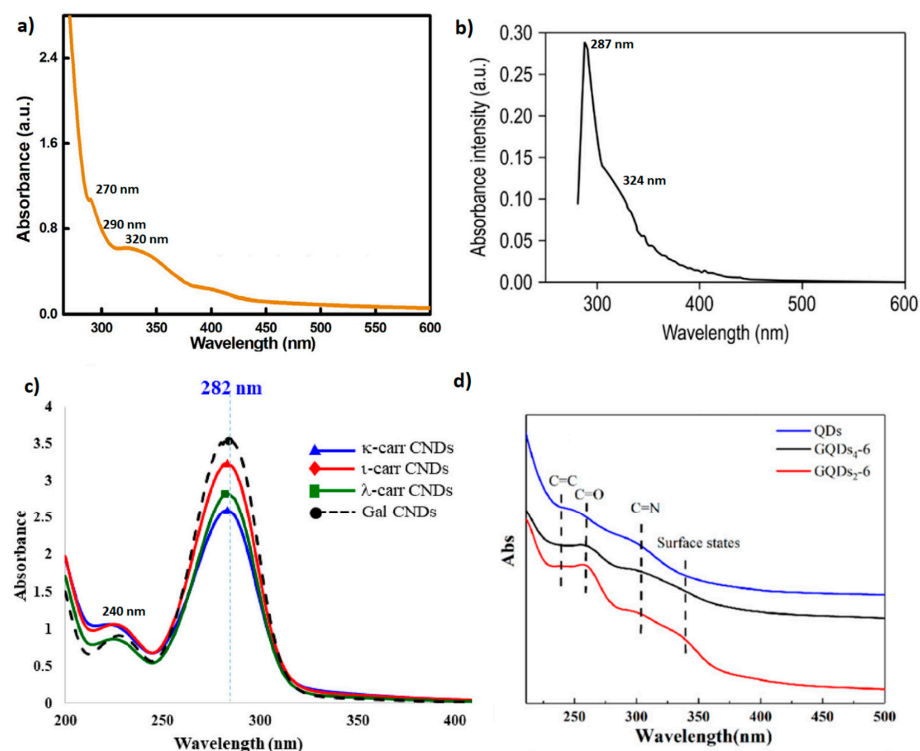 a)
Absorbance (a.u.)
2.4
1.6
0.8
0.0
270 nm
290 nm
320 nm
300 350 400 450 500 550 600
Wavelength (nm)
b)
Absorbance intensity (a.u.)
0.30
0.25
0.20
0.15
0.10
0.05
0.00
287 nm
324 nm
300 400 500 600
Wavelength (nm)
c)
282 nm
Absorbance
4
3.5
3
2.5
2
1.5
1
0.5
0
240 nm
κ-carr CNDs
ι-carr CNDs
λ-carr CNDs
Gal CNDs
200 250 300 350 400
Wavelength (nm)
d)
Abs
QDs
GQDs4-6
GQDs2-6
C=C
C=O
C=N
Surface states
250 300 350 400 450 500
Wavelength(nm)